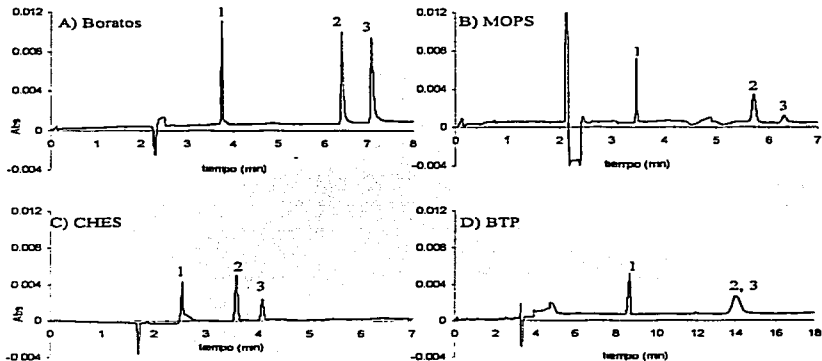 0.012
0.008
0.004
0
-0.004
Abs
A) Boratos
1
2
3
0 1 2 3 4 5 6 7 8
tiempo (min)
0.012
0.008
0.004
0
-0.004
B) MOPS
1
2
3
0 1 2 3 4 5 6 7
tiempo (min)
0.012
0.008
0.004
0
-0.004
Abs
C) CHES
1
2
3
0 1 2 3 4 5 6 7
tiempo (min)
0.012
0.008
0.004
0
-0.004
D) BTP
1
2, 3
0 2 4 6 8 10 12 14 16 18
tiempo (min)